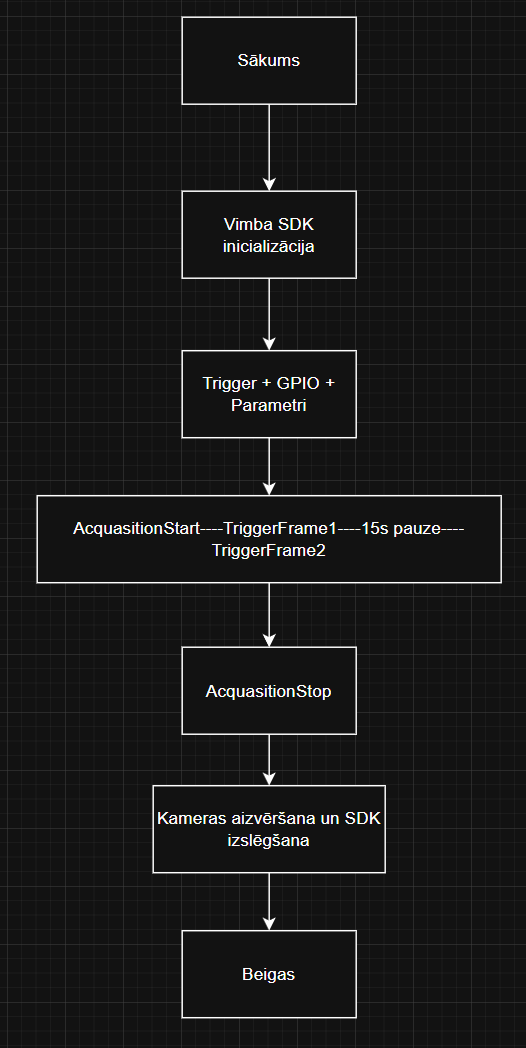 Sākums
Vimba SDK
inicializācija
Trigger + GPIO +
Parametri
AcquasitionStart----TriggerFrame1----15s pauze----
TriggerFrame2
AcquasitionStop
Kameras aizvēršana un SDK
izslēgšana
Beigas